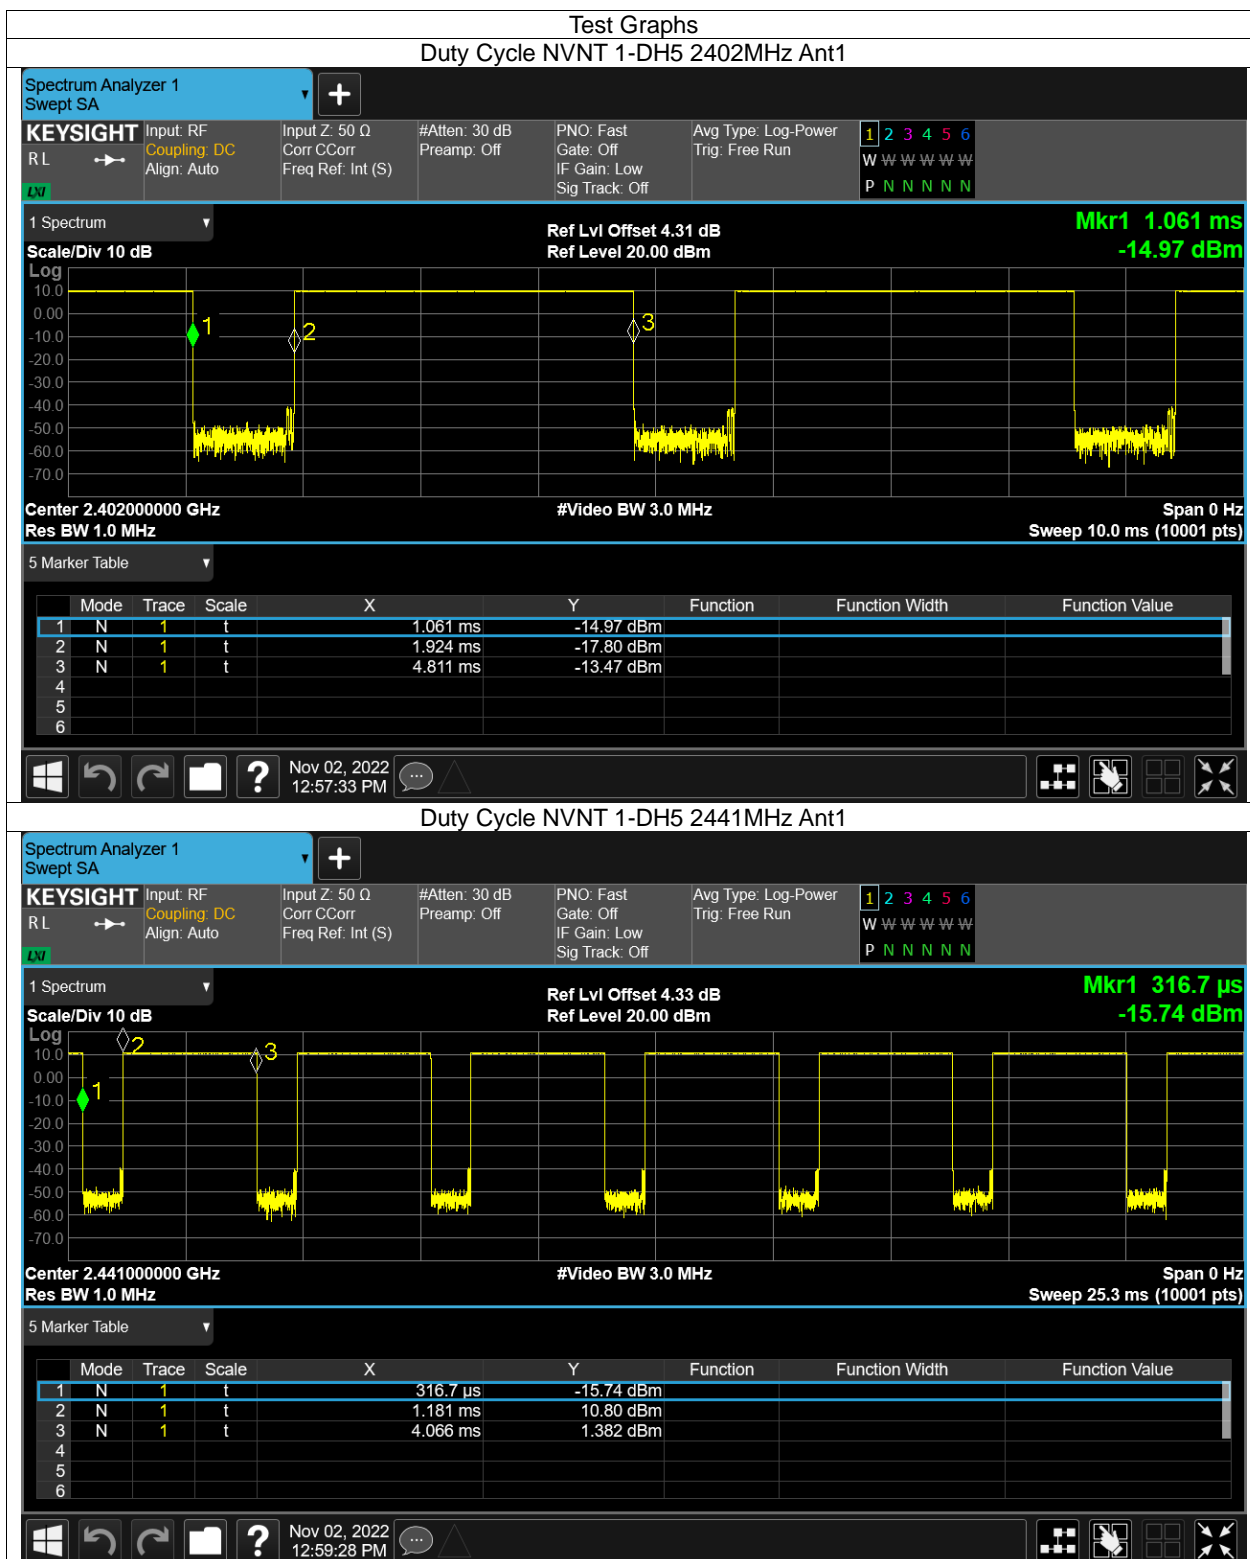 Test Graphs
Duty Cycle NVNT 1-DH5 2402MHz Ant1
Spectrum Analyzer 1
Swept SA
KEYSIGHT Input: RF Input Z: 50 Ω #Atten: 30 dB PNO: Fast Avg Type: Log-Power 1 2 3 4 5 6
R L Coupling: DC Corr CCorr Preamp: Off Gate: Off Trig: Free Run W W W W W W
Align: Auto Freq Ref: Int (S) IF Gain: Low
LXI Sig Track: Off P N N N N N
1 Spectrum Ref Lvl Offset 4.31 dB Mkr1 1.061 ms
Scale/Div 10 dB Ref Level 20.00 dBm -14.97 dBm
Log
10.0
0.00
1 2 3
-10.0
-20.0
-30.0
-40.0
-50.0
-60.0
-70.0
Center 2.402000000 GHz #Video BW 3.0 MHz Span 0 Hz
Res BW 1.0 MHz Sweep 10.0 ms (10001 pts)
5 Marker Table
Mode Trace Scale X Y Function Function Width Function Value
1 N 1 t 1.061 ms -14.97 dBm
2 N 1 t 1.924 ms -17.80 dBm
3 N 1 t 4.811 ms -13.47 dBm
4
5
6
? Nov 02, 2022
12:57:33 PM
Duty Cycle NVNT 1-DH5 2441MHz Ant1
Spectrum Analyzer 1
Swept SA
KEYSIGHT Input: RF Input Z: 50 Ω #Atten: 30 dB PNO: Fast Avg Type: Log-Power 1 2 3 4 5 6
R L Coupling: DC Corr CCorr Preamp: Off Gate: Off Trig: Free Run W W W W W W
Align: Auto Freq Ref: Int (S) IF Gain: Low
LXI Sig Track: Off P N N N N N
1 Spectrum Ref Lvl Offset 4.33 dB Mkr1 316.7 µs
Scale/Div 10 dB Ref Level 20.00 dBm -15.74 dBm
Log
2 3
10.0
0.00
1
-10.0
-20.0
-30.0
-40.0
-50.0
-60.0
-70.0
Center 2.441000000 GHz #Video BW 3.0 MHz Span 0 Hz
Res BW 1.0 MHz Sweep 25.3 ms (10001 pts)
5 Marker Table
Mode Trace Scale X Y Function Function Width Function Value
1 N 1 t 316.7 µs -15.74 dBm
2 N 1 t 1.181 ms 10.80 dBm
3 N 1 t 4.066 ms 1.382 dBm
4
5
6
? Nov 02, 2022
12:59:28 PM